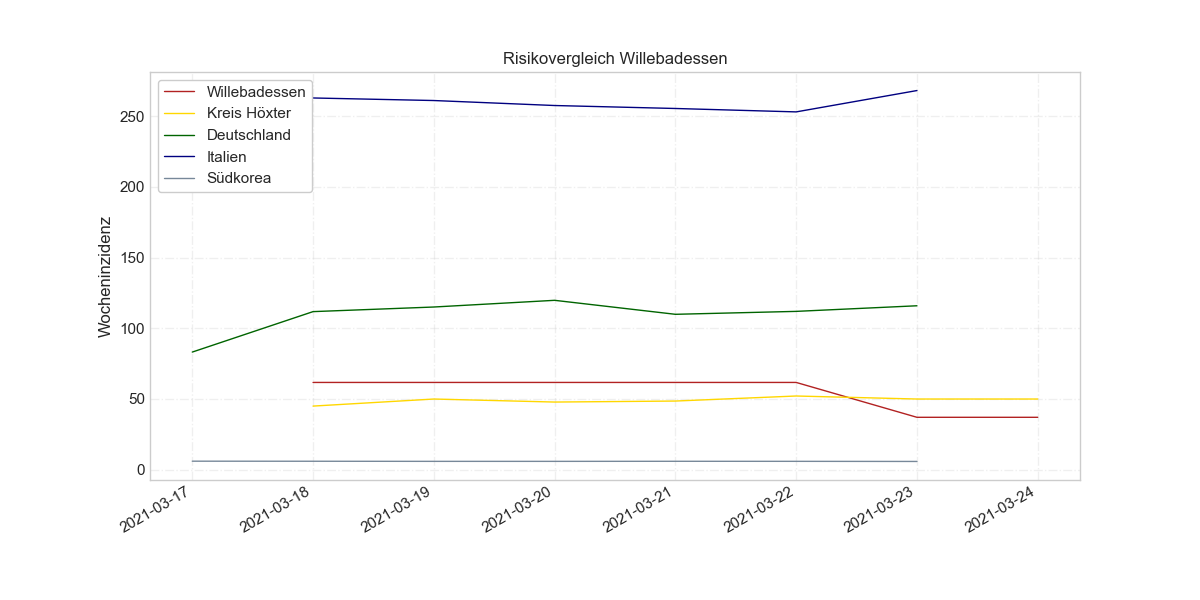 Risikovergleich Willebadessen
Willebadessen
Kreis Höxter
Deutschland
Italien
Südkorea
Wocheninzidenz
250
200
150
100
50
0
2021-03-17
2021-03-18
2021-03-19
2021-03-20
2021-03-21
2021-03-22
2021-03-23
2021-03-24